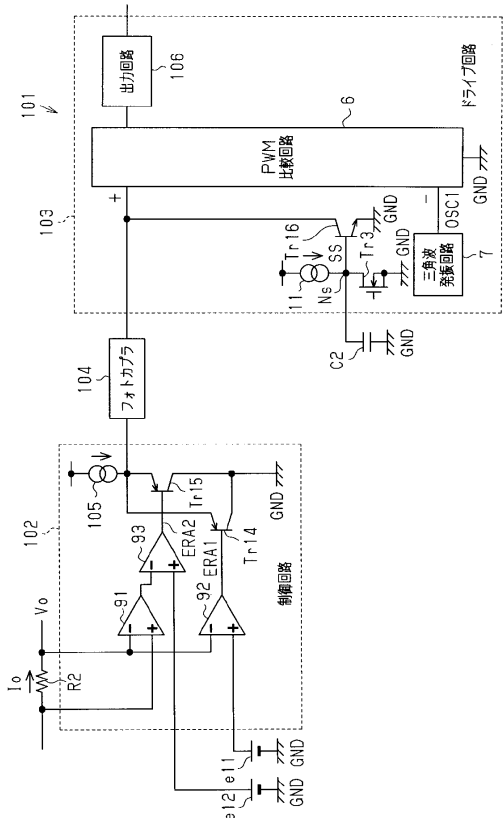 101
103
出力回路
106
+
PWM
比較回路
6
ドライブ回路
Tr16
GND
11
SS
Ns
Tr3
GND
C2
GND
−
OSC1
GND
三角波
発振回路
7
104
フォトカプラ
102
105
Vo
Io
R2
91
−
+
93
−
+
ERA2
Tr15
92
−
+
ERA1
Tr14
GND
制御回路
e11
GND
e12
GND